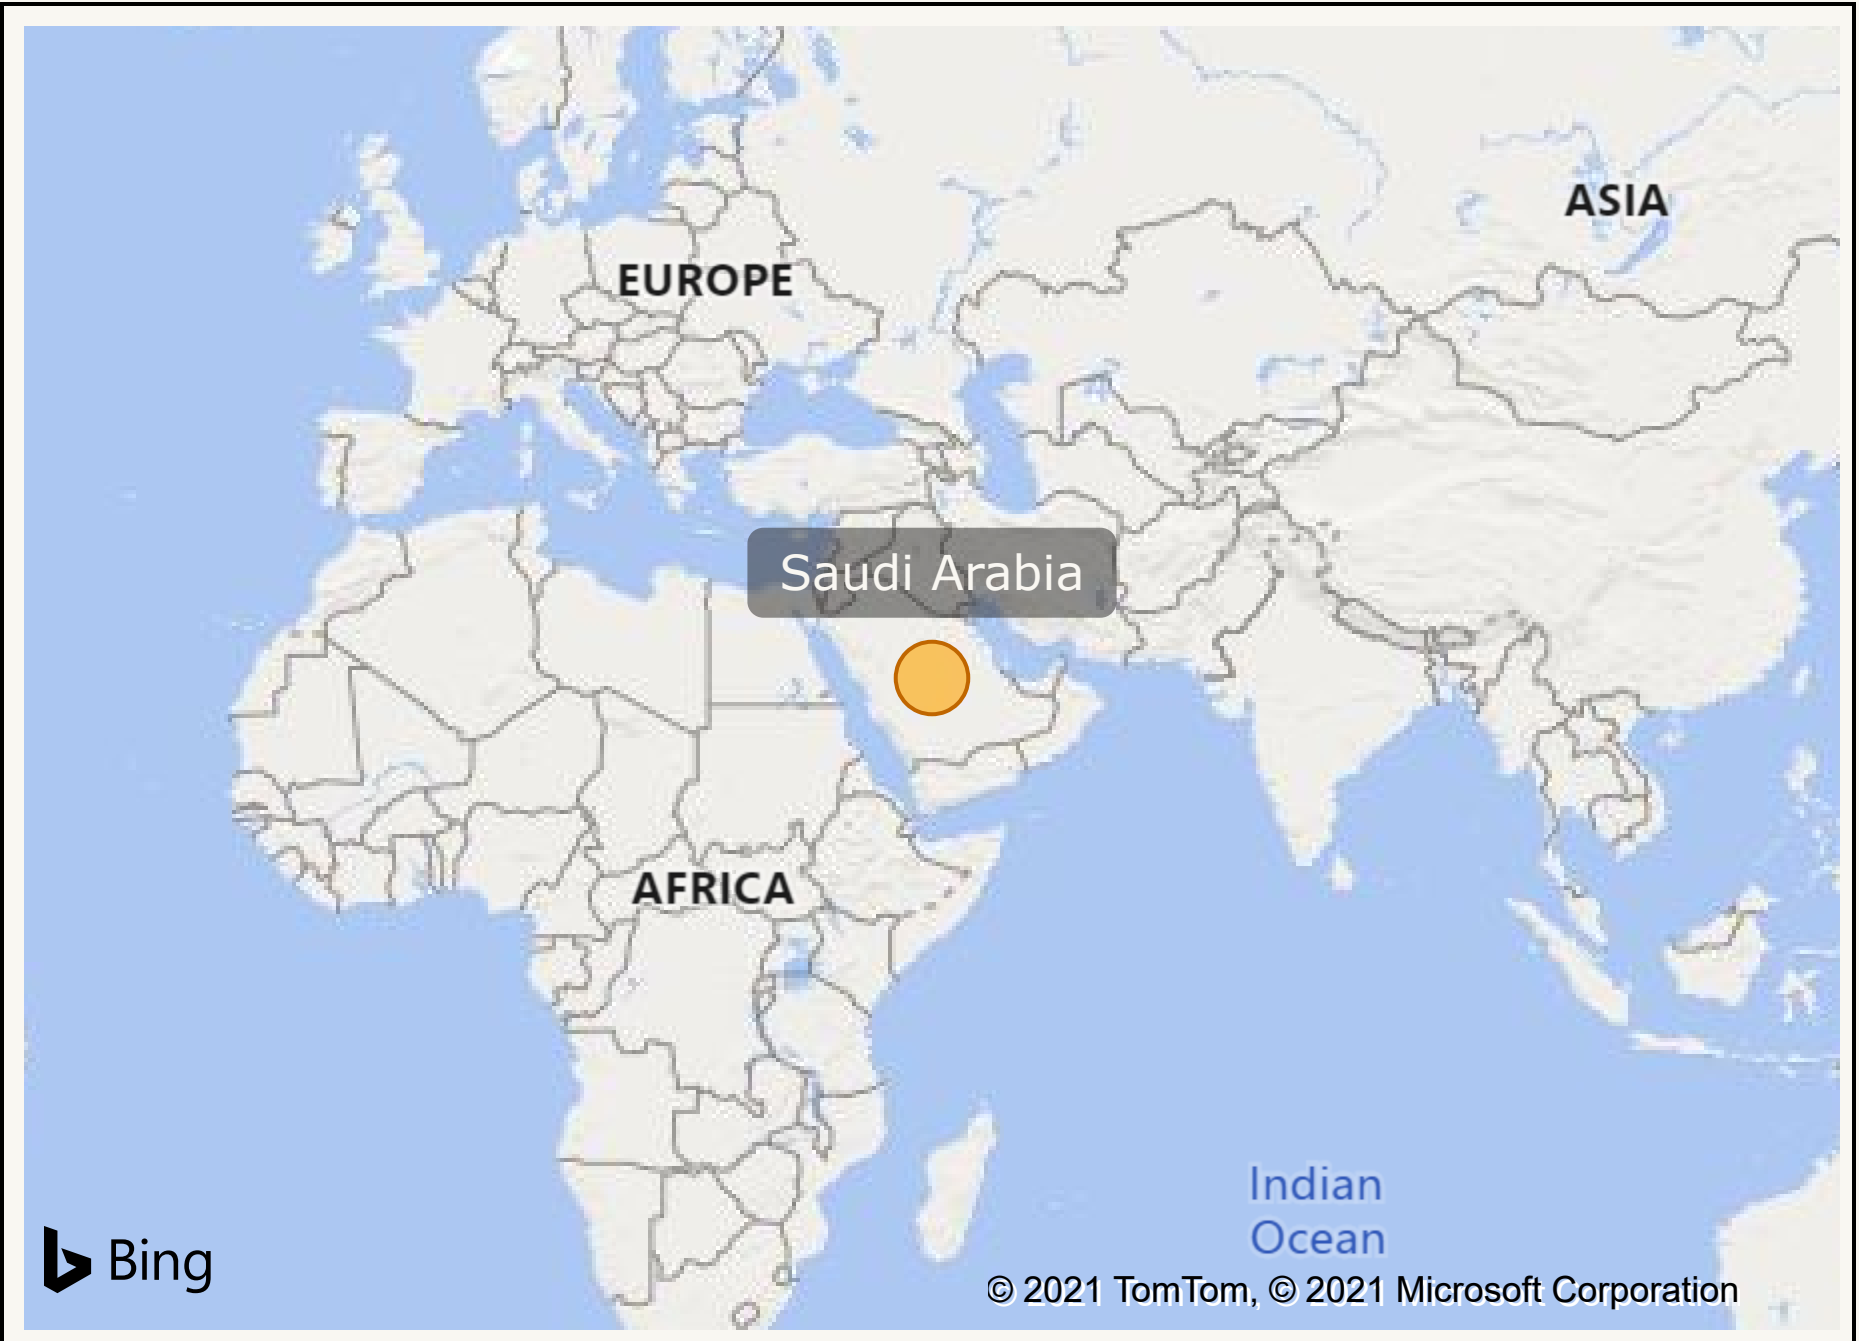 ASIA
EUROPE
Saudi Arabia
AFRICA
Indian
Ocean
Bing
© 2021 TomTom, © 2021 Microsoft Corporation